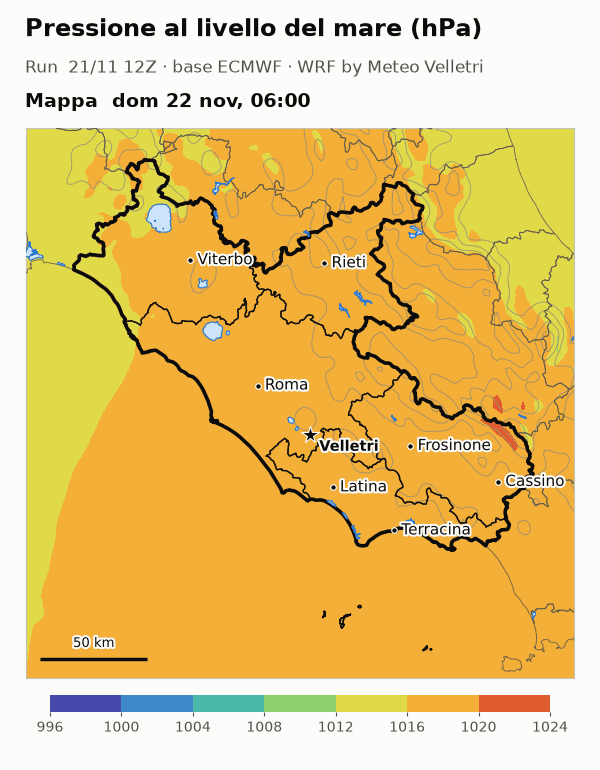 Pressione al livello del mare (hPa)
Run  21/11 12Z · base ECMWF · WRF by Meteo Velletri
Mappa  dom 22 nov, 06:00
Viterbo
Rieti
Roma
Velletri
Frosinone
Cassino
Latina
Terracina
50 km
996 1000 1004 1008 1012 1016 1020 1024